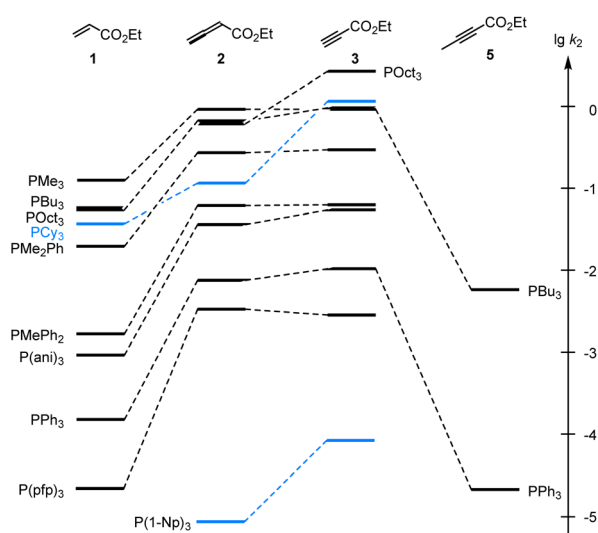 CO₂Et CO₂Et CO₂Et CO₂Et
1 2 3 5
lg k₂
POct₃
0
PMe₃
-1
PBu₃
POct₃
PCy₃
PMe₂Ph
-2
PBu₃
PMePh₂
-3
P(ani)₃
PPh₃
-4
P(pfp)₃
PPh₃
P(1-Np)₃
-5